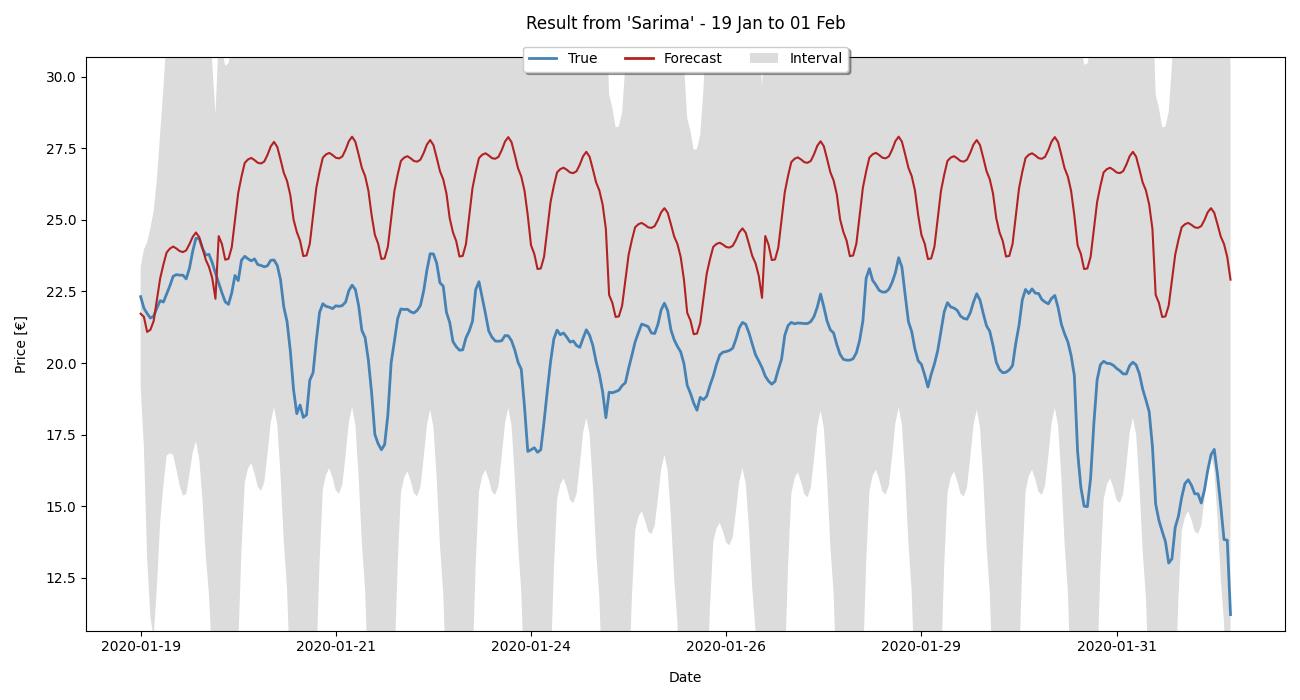 Result from 'Sarima' - 19 Jan to 01 Feb
True Forecast Interval
30.0
27.5
25.0
22.5
20.0
17.5
15.0
12.5
Price [€]
2020-01-19 2020-01-21 2020-01-24 2020-01-26 2020-01-29 2020-01-31
Date